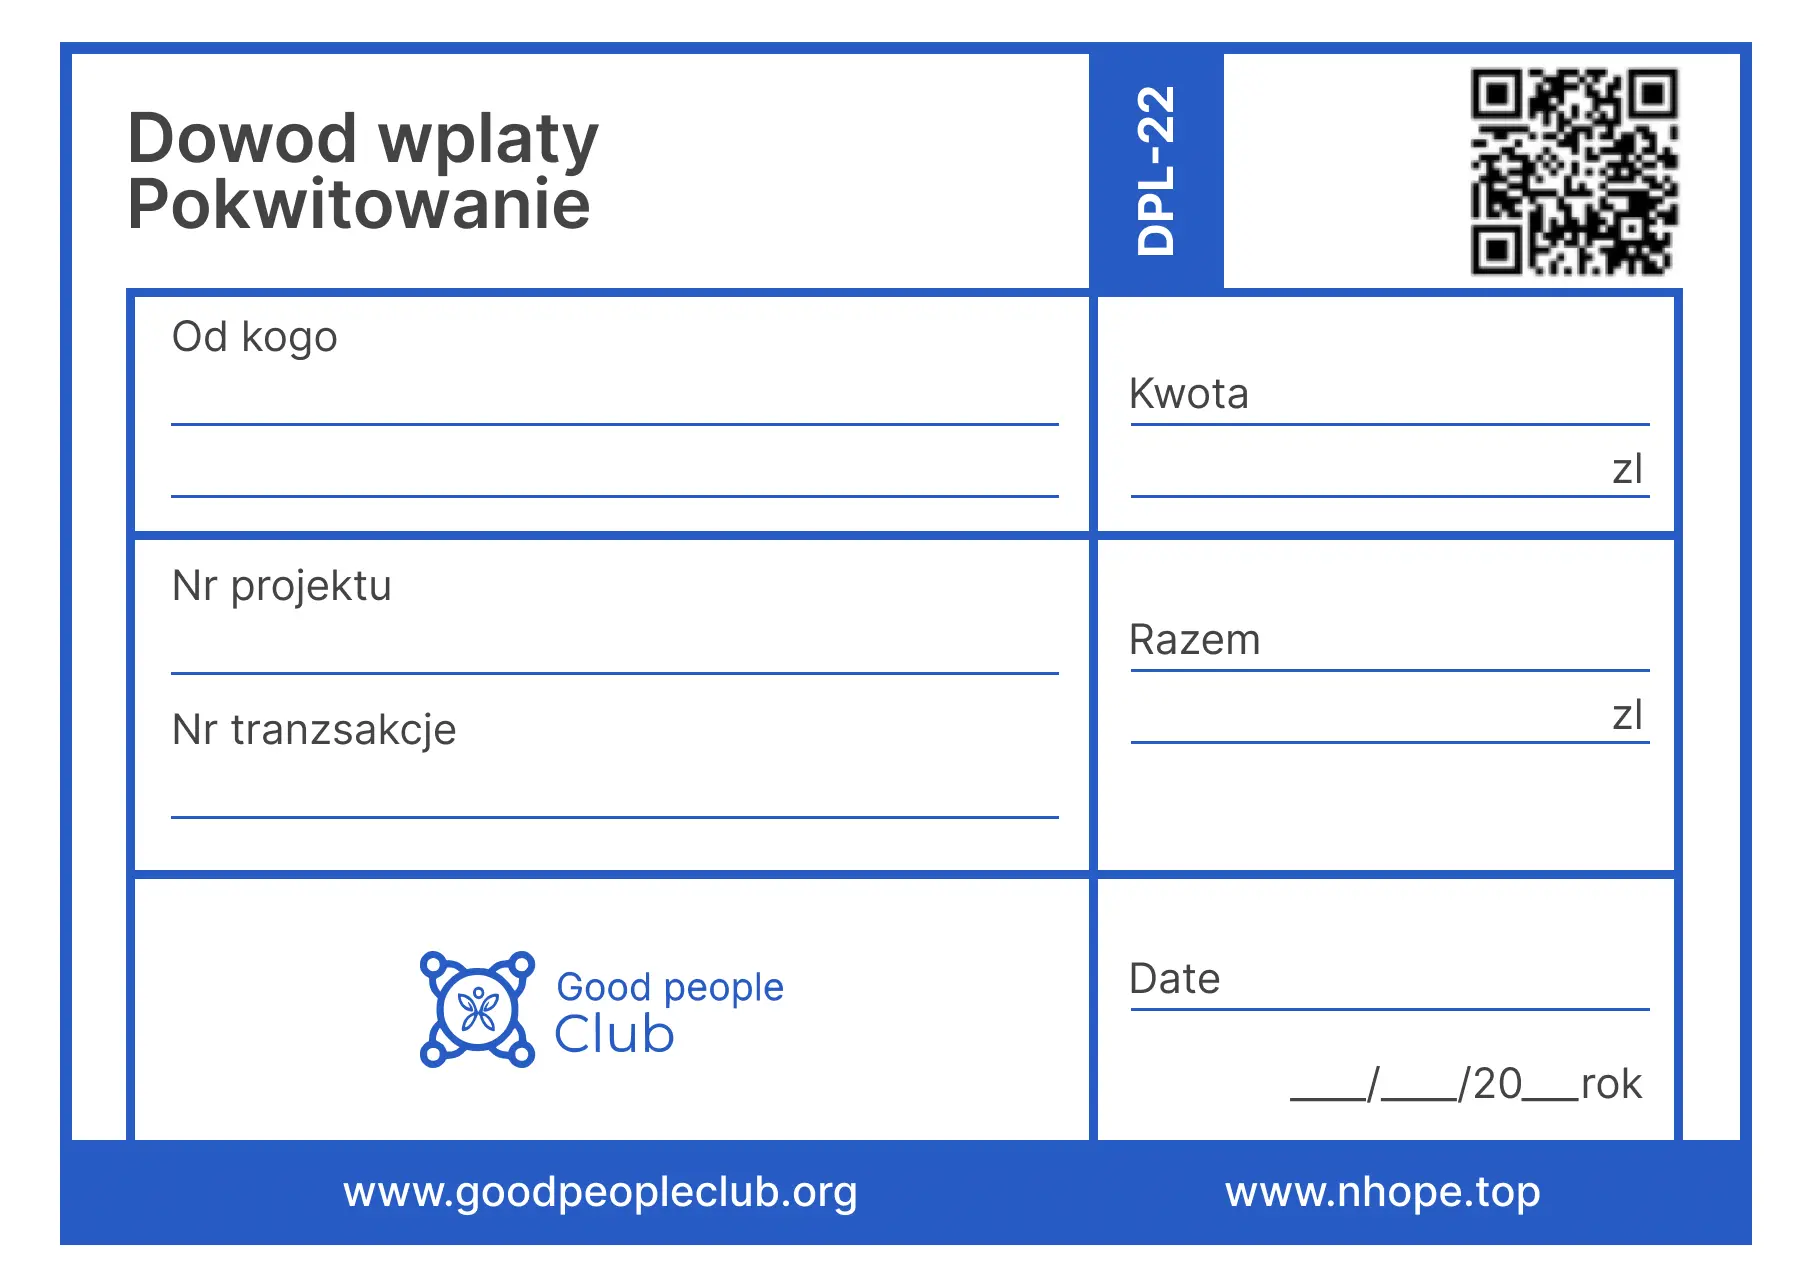 Dowod wplaty
Pokwitowanie
DPL-22
Od kogo
Kwota
zl
Nr projektu
Razem
zl
Nr tranzsakcje
Good people
Club
Date
___/___/20__rok
www.goodpeopleclub.org
www.nhope.top